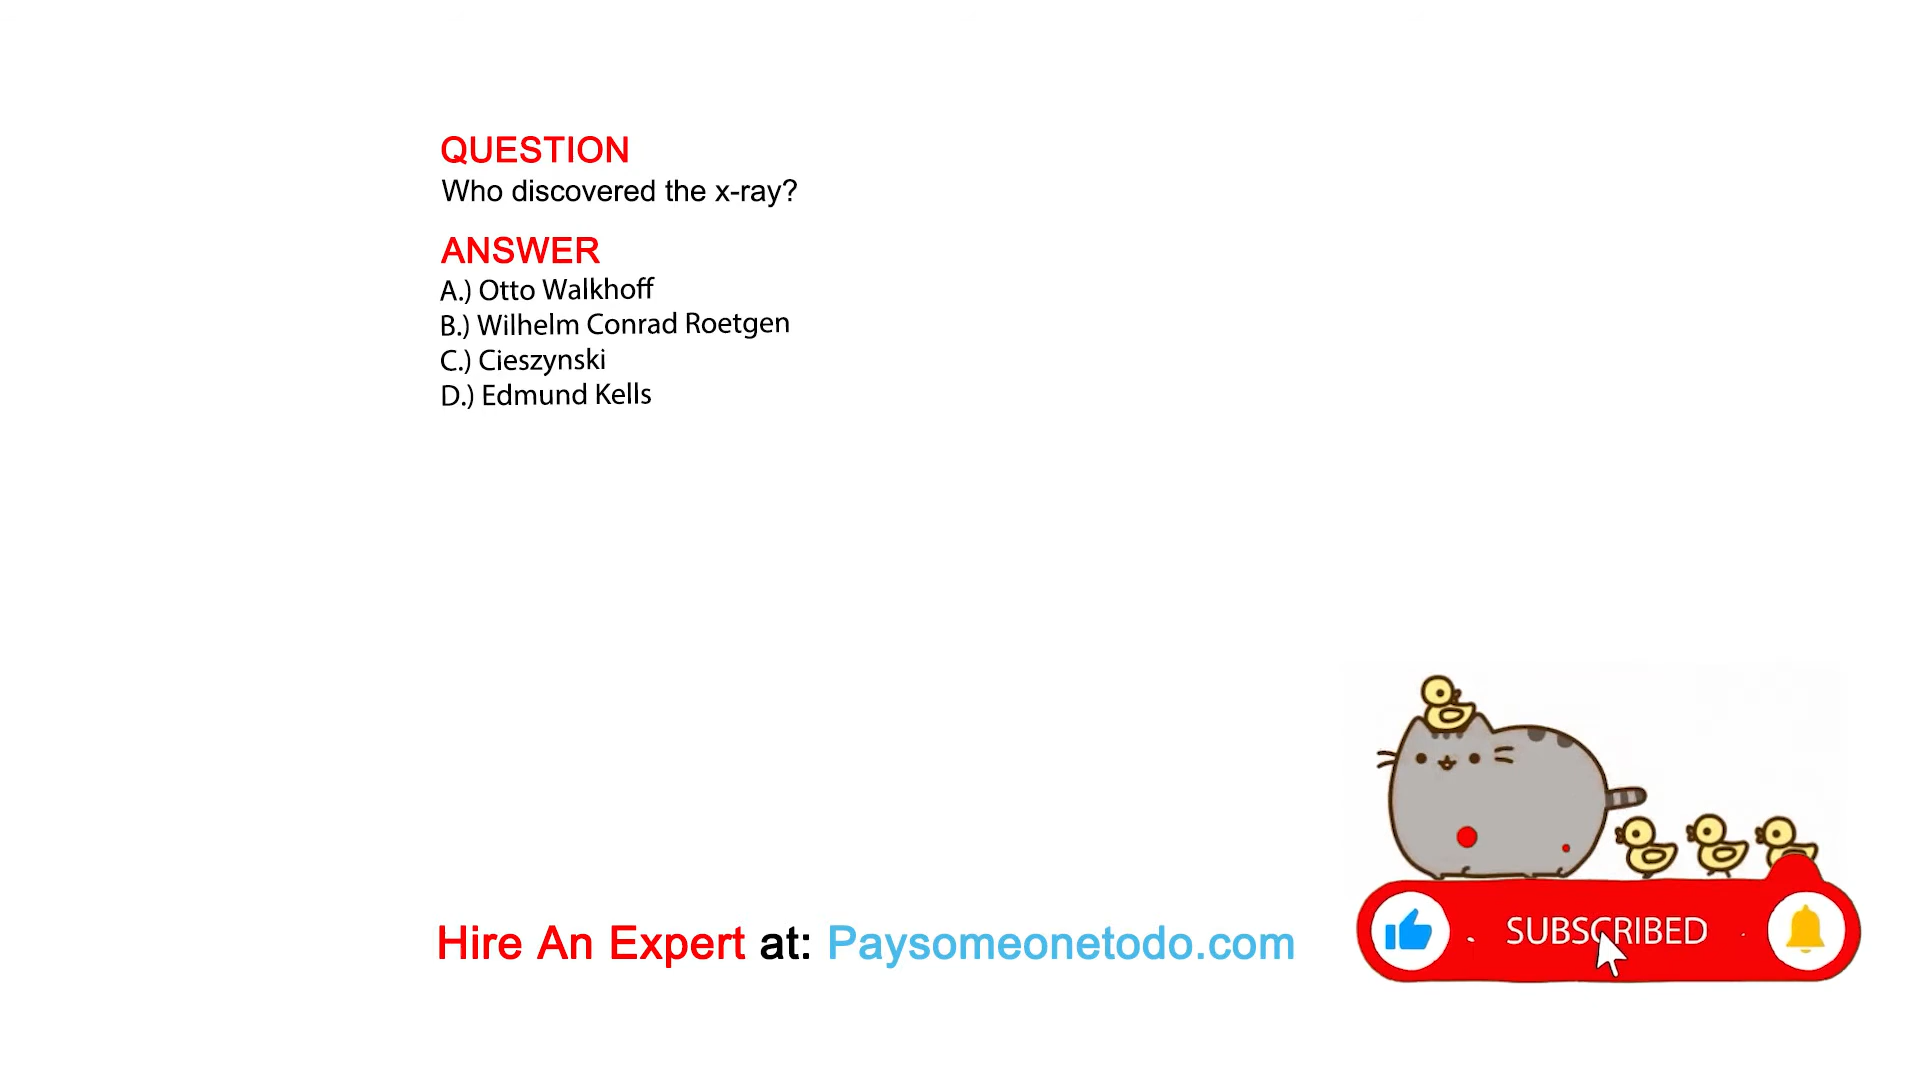 QUESTION
Who discovered the x-ray?
ANSWER
A.) Otto Walkhoff
B.) Wilhelm Conrad Roetgen
C.) Cieszynski
D.) Edmund Kells
Hire An Expert at: Paysomeonetodo.com
SUBSCRIBED